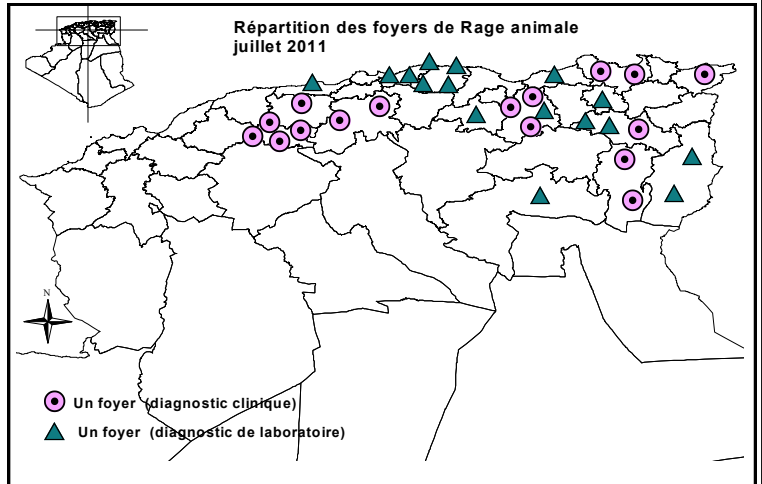 Répartition des foyers de Rage animale
juillet 2011
N
Un foyer (diagnostic clinique)
Un foyer (diagnostic de laboratoire)